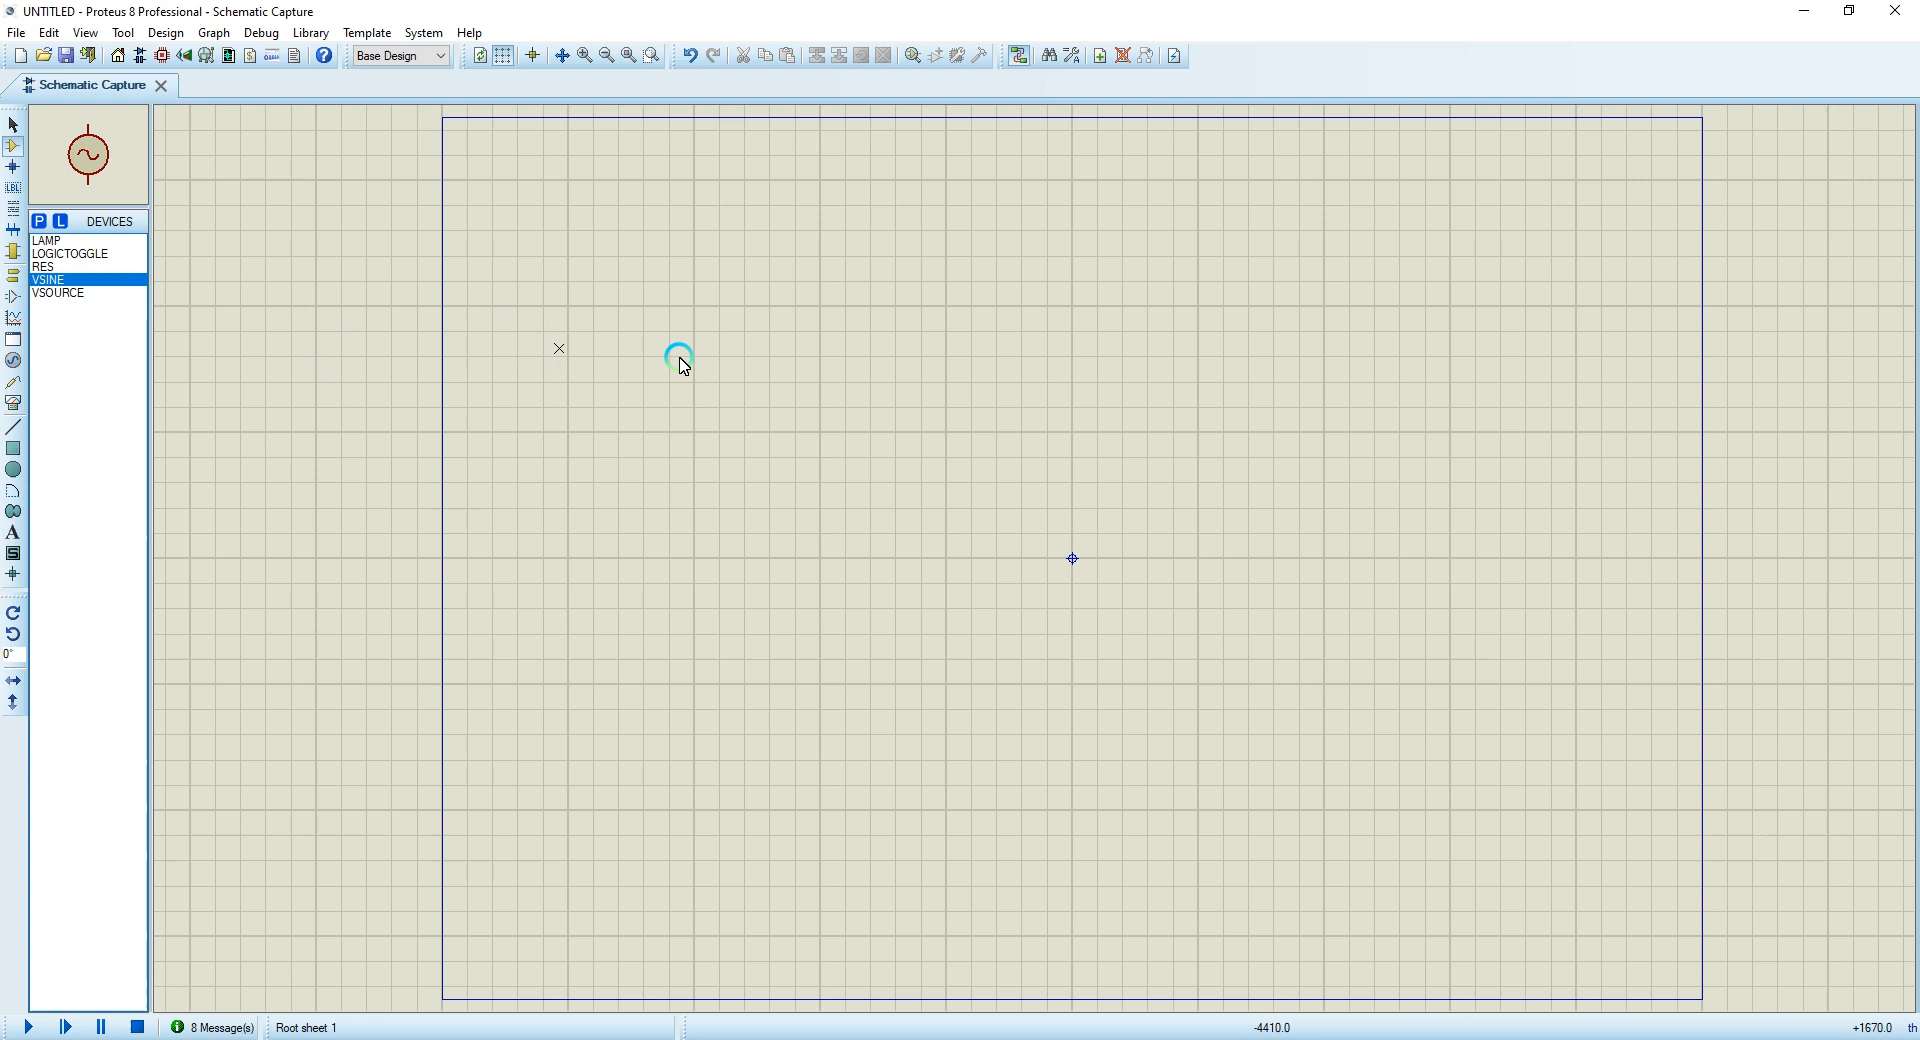 UNTITLED - Proteus 8 Professional - Schematic Capture
File Edit View Tool Design Graph Debug Library Template System Help
Base Design
Schematic Capture
P L DEVICES
LAMP
LOGICTOGGLE
RES
VSINE
VSOURCE
LBL
A
S
0°
8 Message(s) Root sheet 1 -4410.0 +1670.0 th